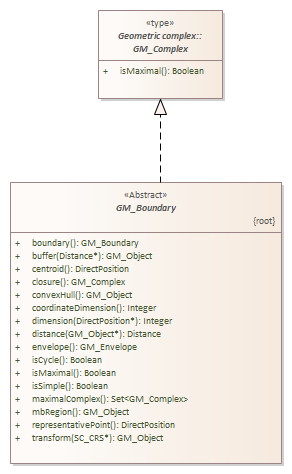 «type»
Geometric complex::
GM_Complex
+ isMaximal(): Boolean
«Abstract»
GM_Boundary
{root}
+ boundary(): GM_Boundary
+ buffer(Distance*): GM_Object
+ centroid(): DirectPosition
+ closure(): GM_Complex
+ convexHull(): GM_Object
+ coordinateDimension(): Integer
+ dimension(DirectPosition*): Integer
+ distance(GM_Object*): Distance
+ envelope(): GM_Envelope
+ isCycle(): Boolean
+ isMaximal(): Boolean
+ isSimple(): Boolean
+ maximalComplex(): Set<GM_Complex>
+ mbRegion(): GM_Object
+ representativePoint(): DirectPosition
+ transform(SC_CRS*): GM_Object